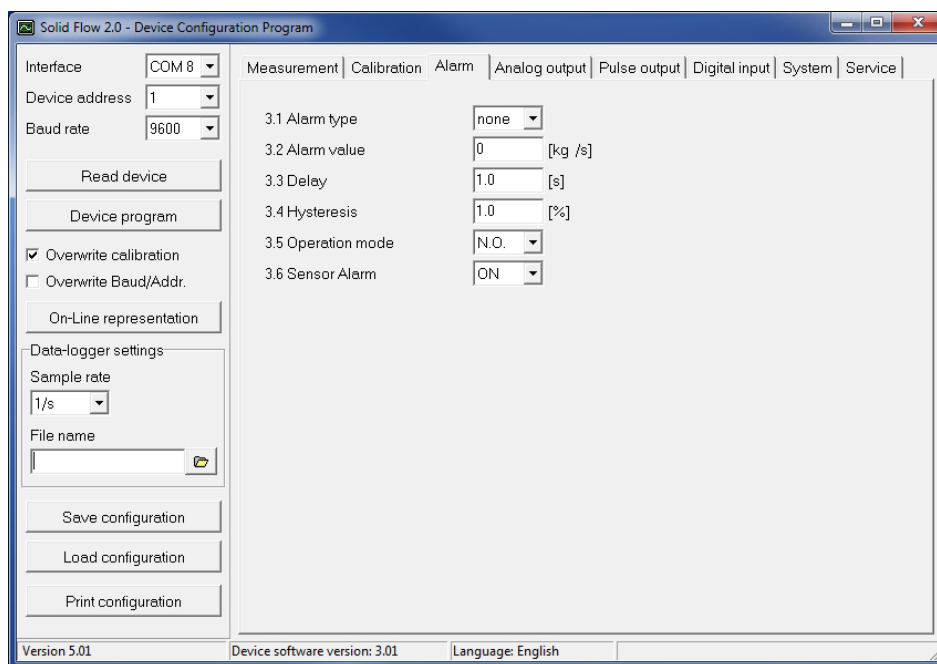 Solid Flow 2.0 - Device Configuration Program
Interface COM 8
Device address 1
Baud rate 9600
Read device
Device program
Overwrite calibration
Overwrite Baud/Addr.
On-Line representation
Data-logger settings
Sample rate
1/s
File name
Save configuration
Load configuration
Print configuration
Measurement Calibration Alarm Analog output Pulse output Digital input System Service
3.1 Alarm type none
3.2 Alarm value 0 [kg /s]
3.3 Delay 1.0 [s]
3.4 Hysteresis 1.0 [%]
3.5 Operation mode N.O.
3.6 Sensor Alarm ON
Version 5.01 Device software version: 3.01 Language: English